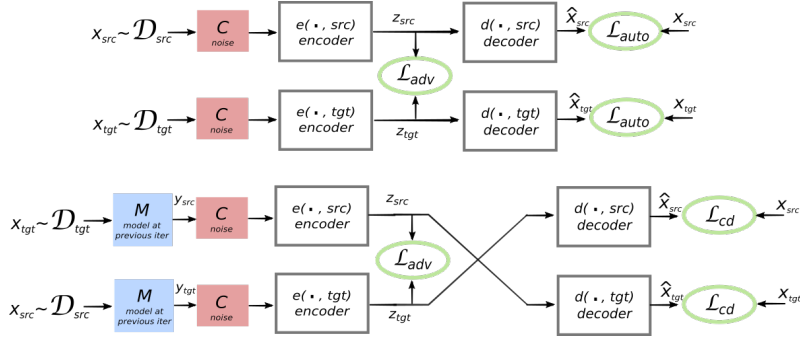 x_src ~ D_src
C
noise
e(·, src)
encoder
z_src
d(·, src)
decoder
x̂_src
L_auto
x_src
L_adv
x_tgt ~ D_tgt
C
noise
e(·, tgt)
encoder
z_tgt
d(·, tgt)
decoder
x̂_tgt
L_auto
x_tgt
x_tgt ~ D_tgt
M
model at
previous iter
y_src
C
noise
e(·, src)
encoder
z_src
d(·, src)
decoder
x̂_src
L_cd
x_src
L_adv
x_src ~ D_src
M
model at
previous iter
y_tgt
C
noise
e(·, tgt)
encoder
z_tgt
d(·, tgt)
decoder
x̂_tgt
L_cd
x_tgt